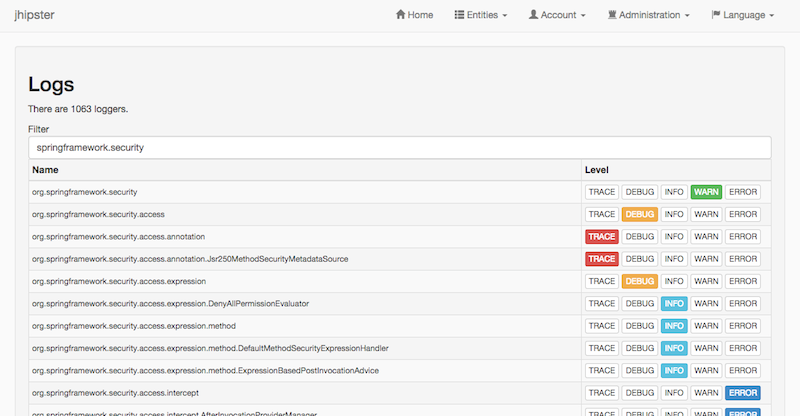 jhipster Home Entities Account Administration Language
Logs
There are 1063 loggers.
Filter
springframework.security
Name Level
org.springframework.security TRACE DEBUG INFO WARN ERROR
org.springframework.security.access TRACE DEBUG INFO WARN ERROR
org.springframework.security.access.annotation TRACE DEBUG INFO WARN ERROR
org.springframework.security.access.annotation.Jsr250MethodSecurityMetadataSource TRACE DEBUG INFO WARN ERROR
org.springframework.security.access.expression TRACE DEBUG INFO WARN ERROR
org.springframework.security.access.expression.DenyAllPermissionEvaluator TRACE DEBUG INFO WARN ERROR
org.springframework.security.access.expression.method TRACE DEBUG INFO WARN ERROR
org.springframework.security.access.expression.method.DefaultMethodSecurityExpressionHandler TRACE DEBUG INFO WARN ERROR
org.springframework.security.access.expression.method.ExpressionBasedPostInvocationAdvice TRACE DEBUG INFO WARN ERROR
org.springframework.security.access.intercept TRACE DEBUG INFO WARN ERROR
org.springframework.security.access.intercept.AfterInvocationProviderManager TRACE DEBUG INFO WARN ERROR